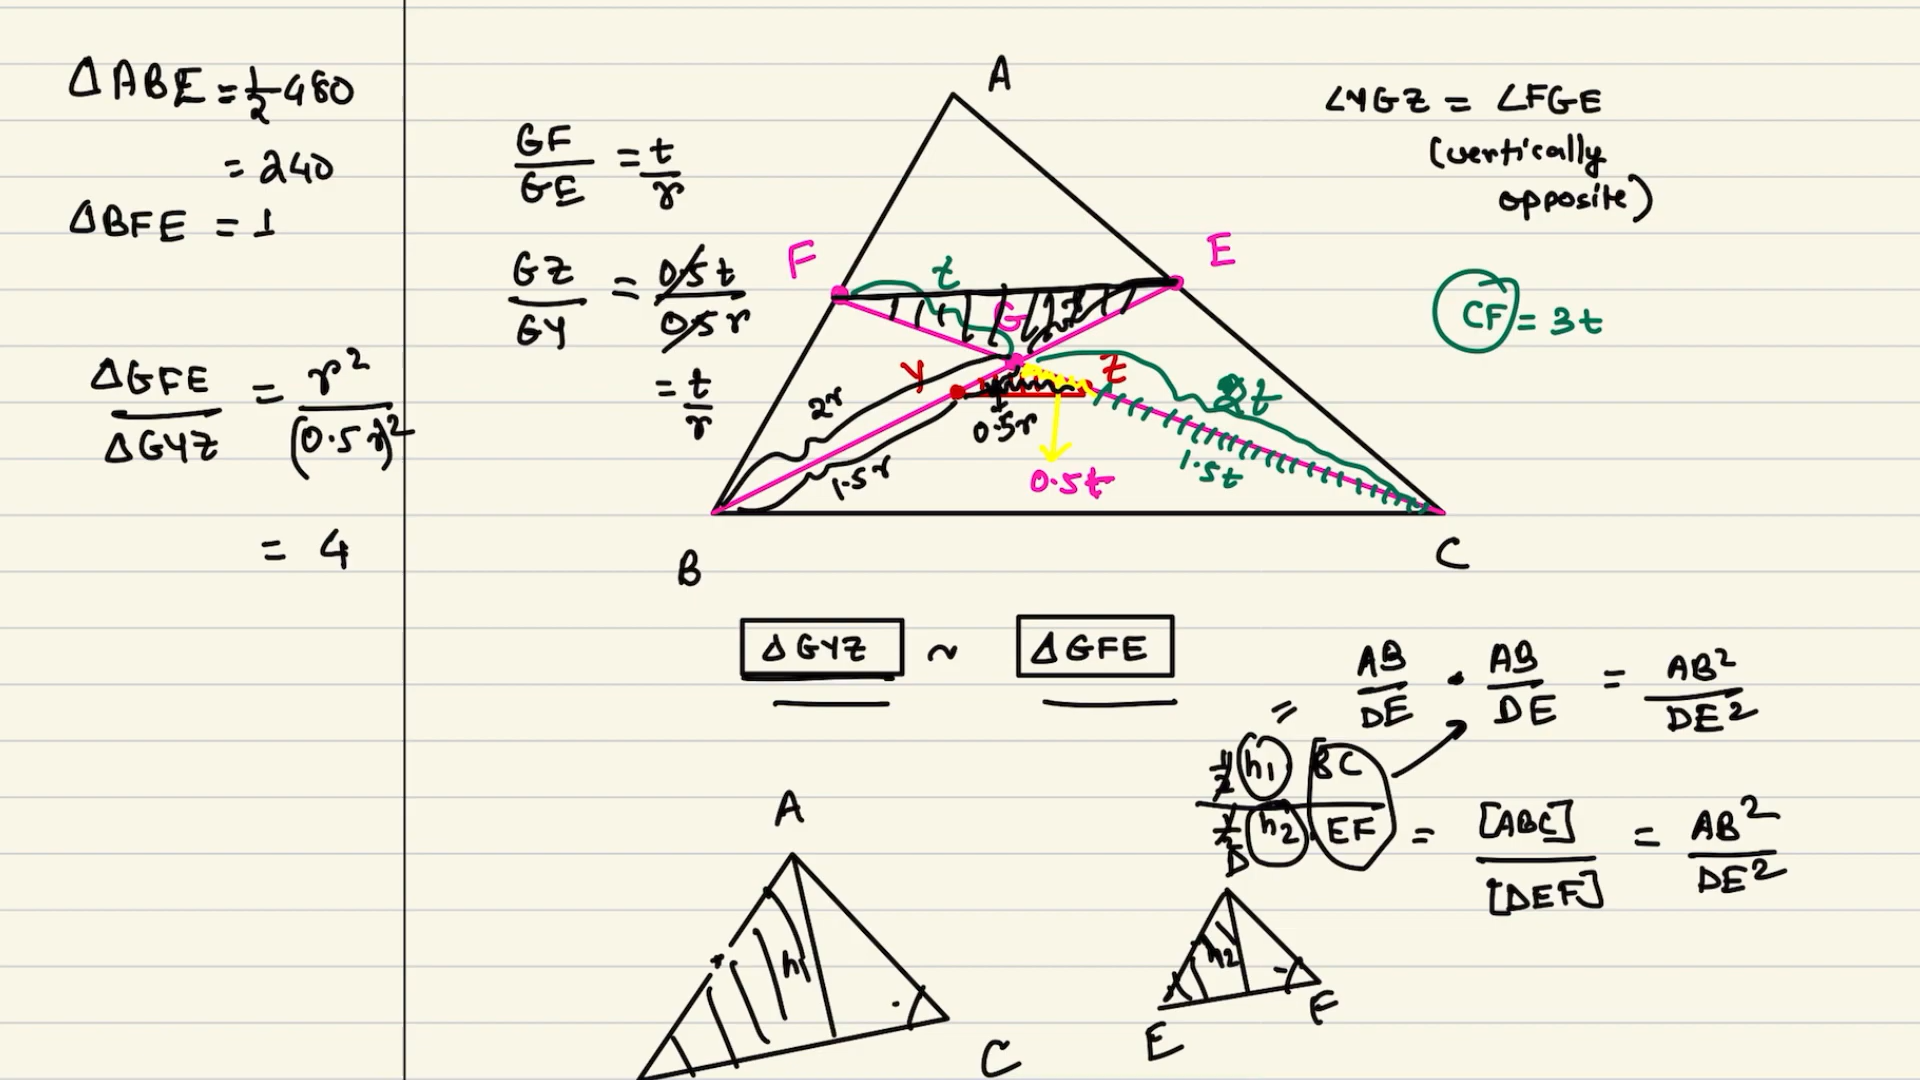 ΔABE = 1/2 480
= 240
ΔBFE = 1
ΔGFE/ΔGYZ = r²/(0.5r)²
= 4
GF/GE = t/r
GZ/GY = 0.5t/0.5r
= t/r
A
F
E
t
G
Y
Z
2r
0.5r
1.5r
0.5t
2t
1.5t
B
C
∠YGZ = ∠FGE
(vertically
opposite)
CF = 3t
ΔGYZ ~ ΔGFE
= AB/DE · AB/DE = AB²/DE²
½ h₁ BC / ½ h₂ EF = [ABC]/[DEF] = AB²/DE²
A
h₁
C
D
h₂
E
F